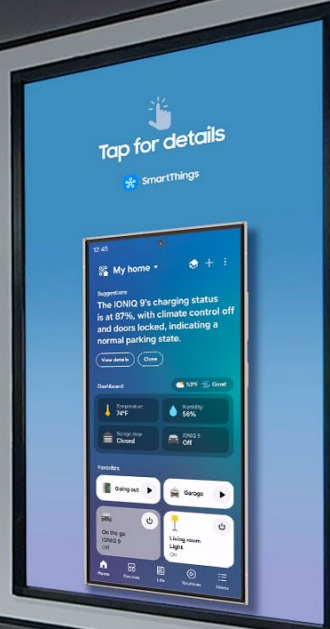 Tap for details
SmartThings
12:45
My home
Suggestions
The IONIQ 9's charging status
is at 87%, with climate control off
and doors locked, indicating a
normal parking state.
View details
Close
Dashboard
53°F
Good
Temperature
74°F
Humidity
56%
Garage door
Closed
IONIQ 9
Off
Favorites
Going out
Garage
On the go
IONIQ 9
Off
Living room
Light
On
Home
Devices
Life
Routines
Menu